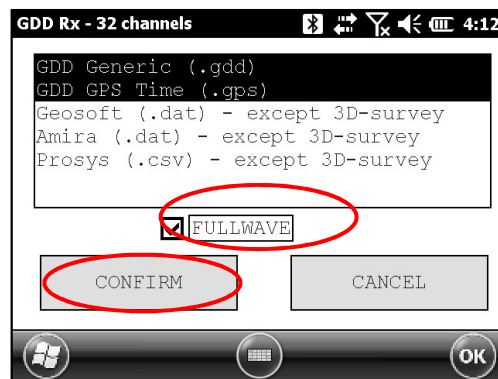 GDD Rx - 32 channels 4:12
GDD Generic (.gdd)
GDD GPS Time (.gps)
Geosoft (.dat) - except 3D-survey
Amira (.dat) - except 3D-survey
Prosys (.csv) - except 3D-survey
FULLWAVE
CONFIRM CANCEL
OK